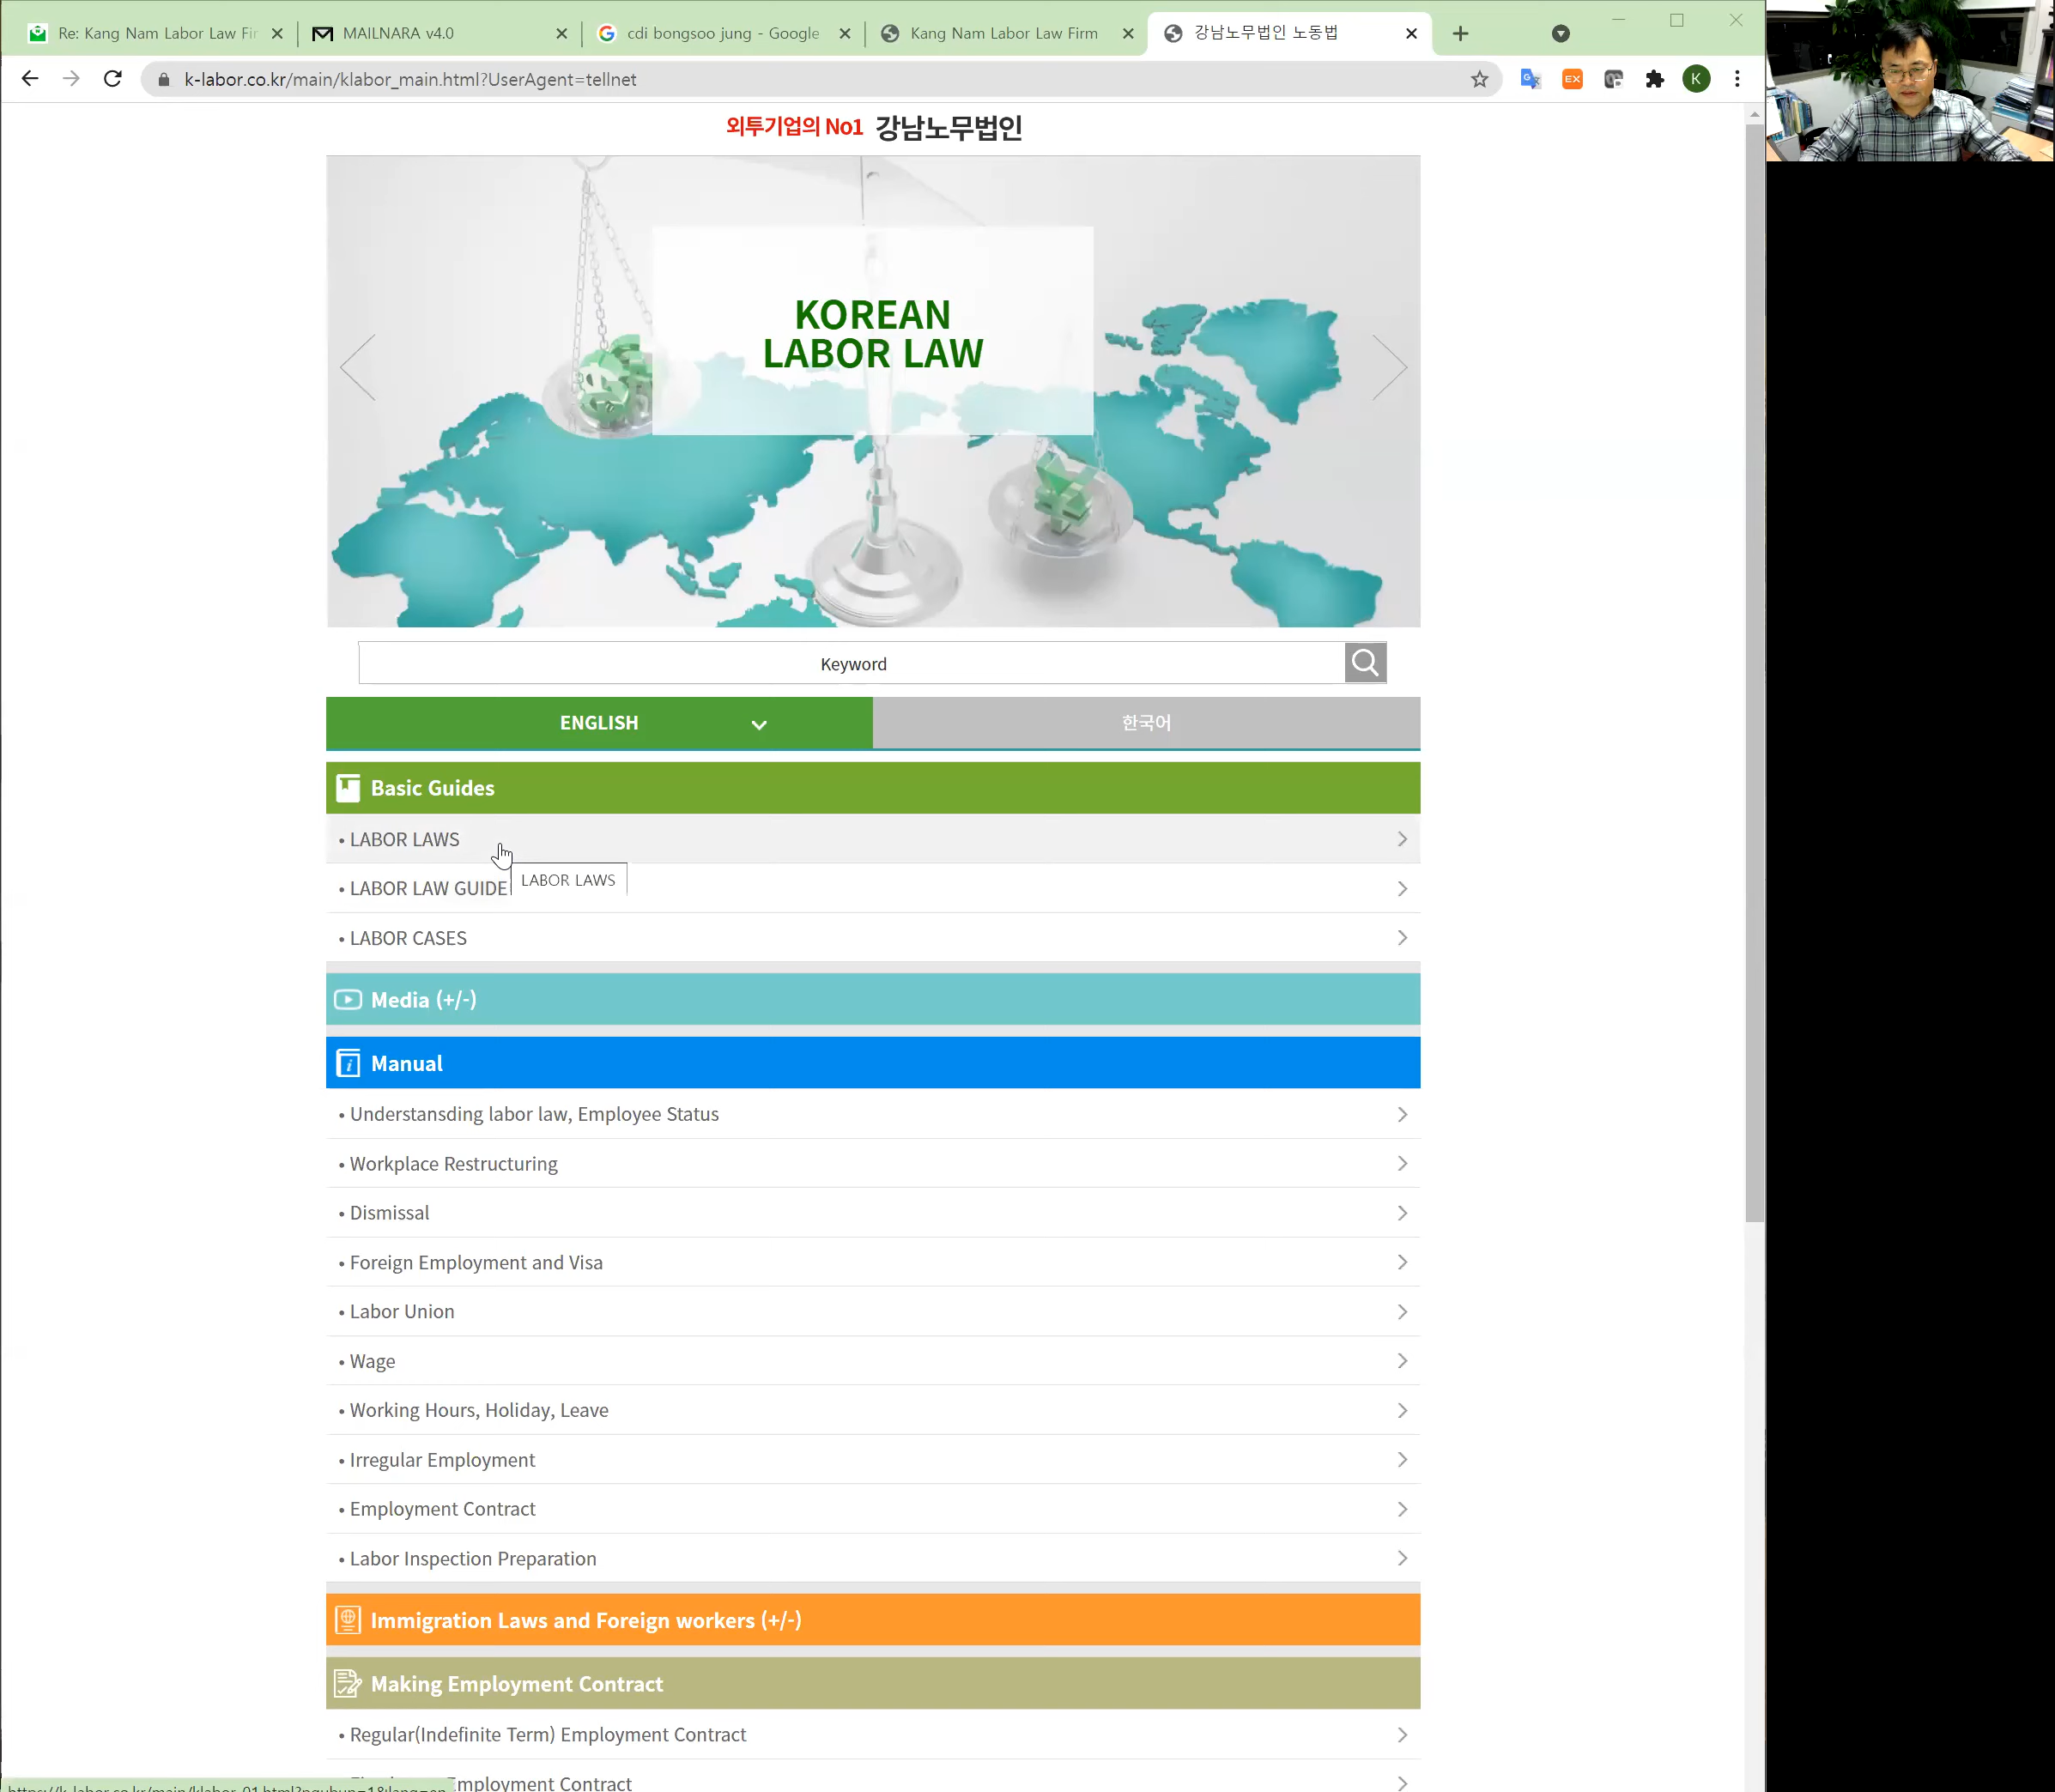 Re: Kang Nam Labor Law Fir
MAILNARA v4.0
cdi bongsoo jung - Google
Kang Nam Labor Law Firm
강남노무법인 노동법
k-labor.co.kr/main/klabor_main.html?UserAgent=tellnet
EX
K
외투기업의 No1 강남노무법인
KOREAN
LABOR LAW
Keyword
ENGLISH
한국어
Basic Guides
• LABOR LAWS
LABOR LAWS
• LABOR LAW GUIDE
• LABOR CASES
Media (+/-)
Manual
• Understansding labor law, Employee Status
• Workplace Restructuring
• Dismissal
• Foreign Employment and Visa
• Labor Union
• Wage
• Working Hours, Holiday, Leave
• Irregular Employment
• Employment Contract
• Labor Inspection Preparation
Immigration Laws and Foreign workers (+/-)
Making Employment Contract
• Regular(Indefinite Term) Employment Contract
Employment Contract